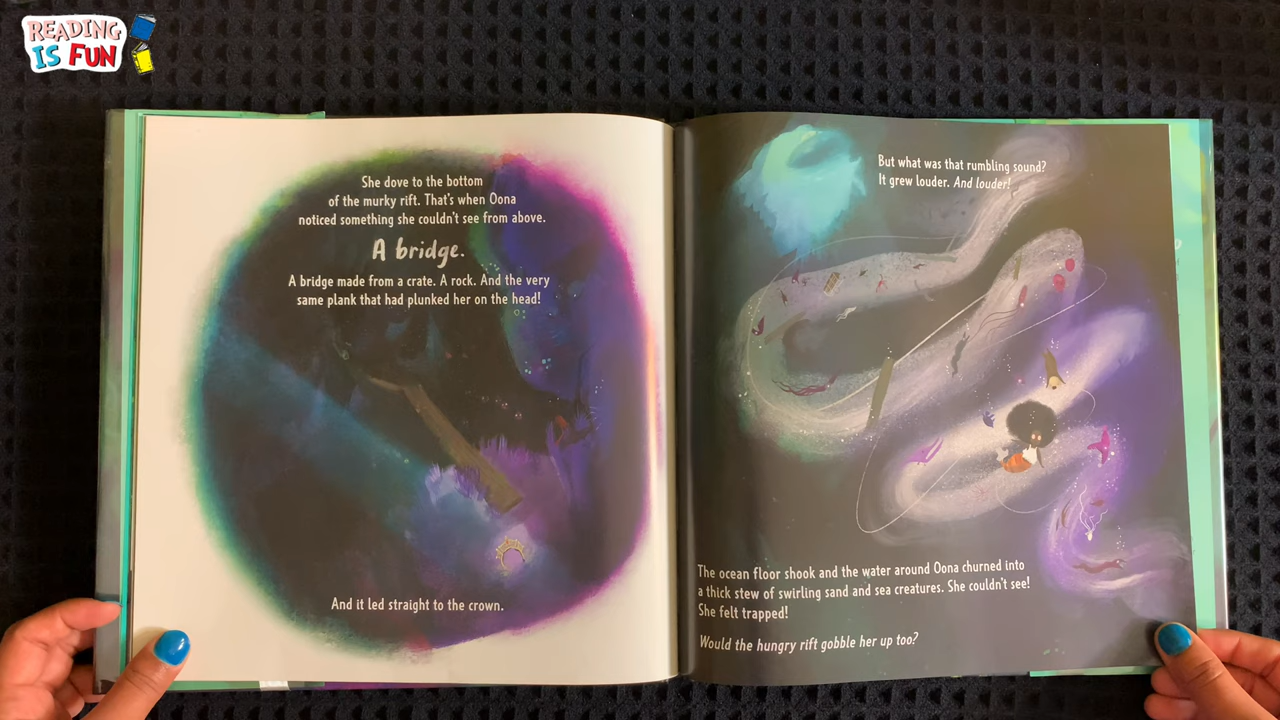 READING
IS FUN
She dove to the bottom
of the murky rift. That's when Oona
noticed something she couldn't see from above.
A bridge.
A bridge made from a crate. A rock. And the very
same plank that had plunked her on the head!
And it led straight to the crown.
But what was that rumbling sound?
It grew louder. And louder!
The ocean floor shook and the water around Oona churned into
a thick stew of swirling sand and sea creatures. She couldn't see!
She felt trapped!
Would the hungry rift gobble her up too?